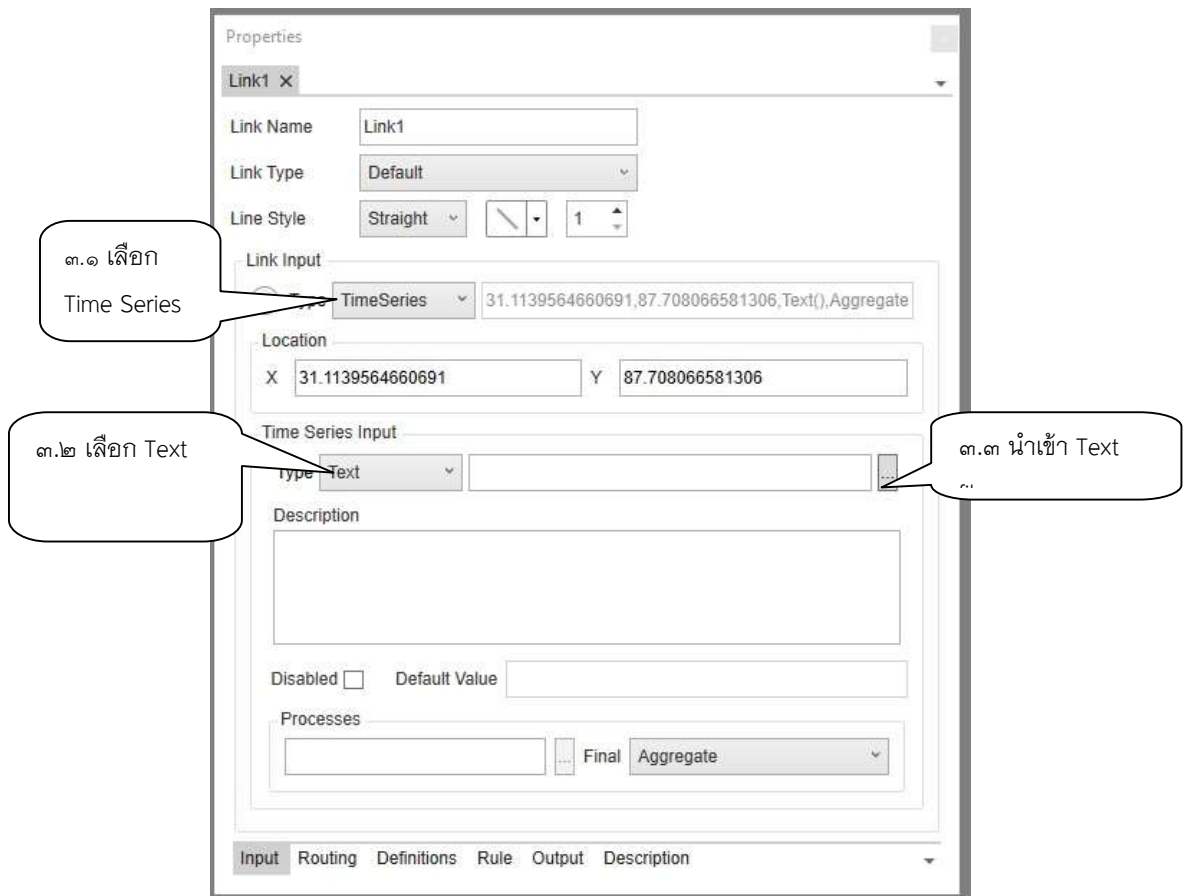 Properties
Link1
Link Name Link1
Link Type Default
Line Style Straight 1
๓.๑ เลือก
Time Series
Link Input
Type TimeSeries 31.1139564660691,87.708066581306,Text(),Aggregate
Location
X 31.1139564660691 Y 87.708066581306
๓.๒ เลือก Text
Time Series Input
Type Text ...
๓.๓ นำเข้า Text
Description
Disabled Default Value
Processes
... Final Aggregate
Input Routing Definitions Rule Output Description